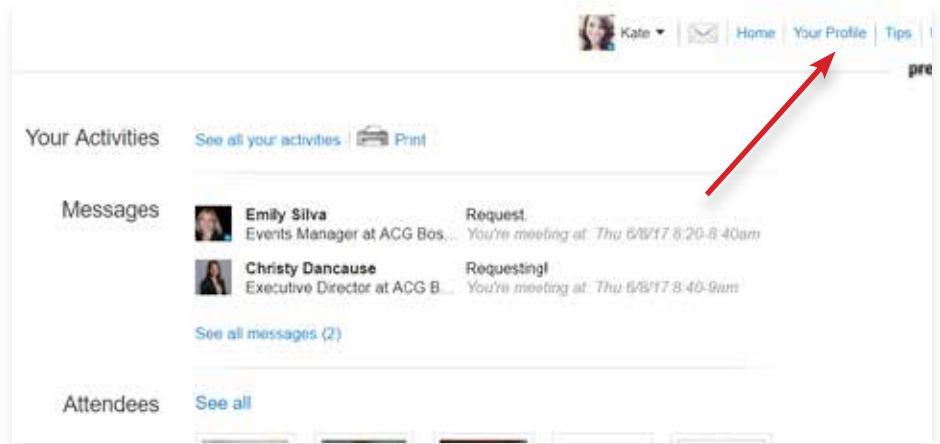 Kate Home Your Profile Tips
pre
Your Activities See all your activities Print
Messages
Emily Silva Request.
Events Manager at ACG Bos... You're meeting at Thu 6/8/17 8:20-8:40am
Christy Dancause Requesting!
Executive Director at ACG B... You're meeting at Thu 6/8/17 8:40-9am
See all messages (2)
Attendees See all